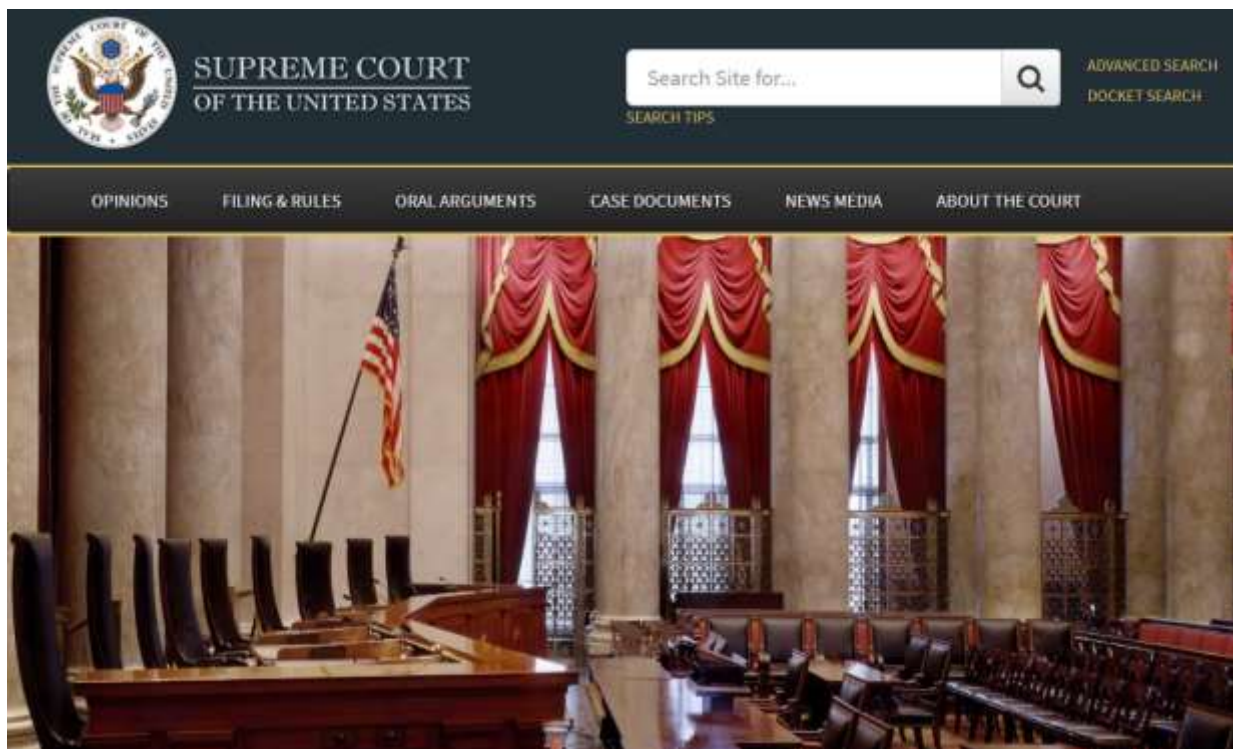 SUPREME COURT
OF THE UNITED STATES
Search Site for...
SEARCH TIPS
ADVANCED SEARCH
DOCKET SEARCH
OPINIONS
FILING & RULES
ORAL ARGUMENTS
CASE DOCUMENTS
NEWS MEDIA
ABOUT THE COURT